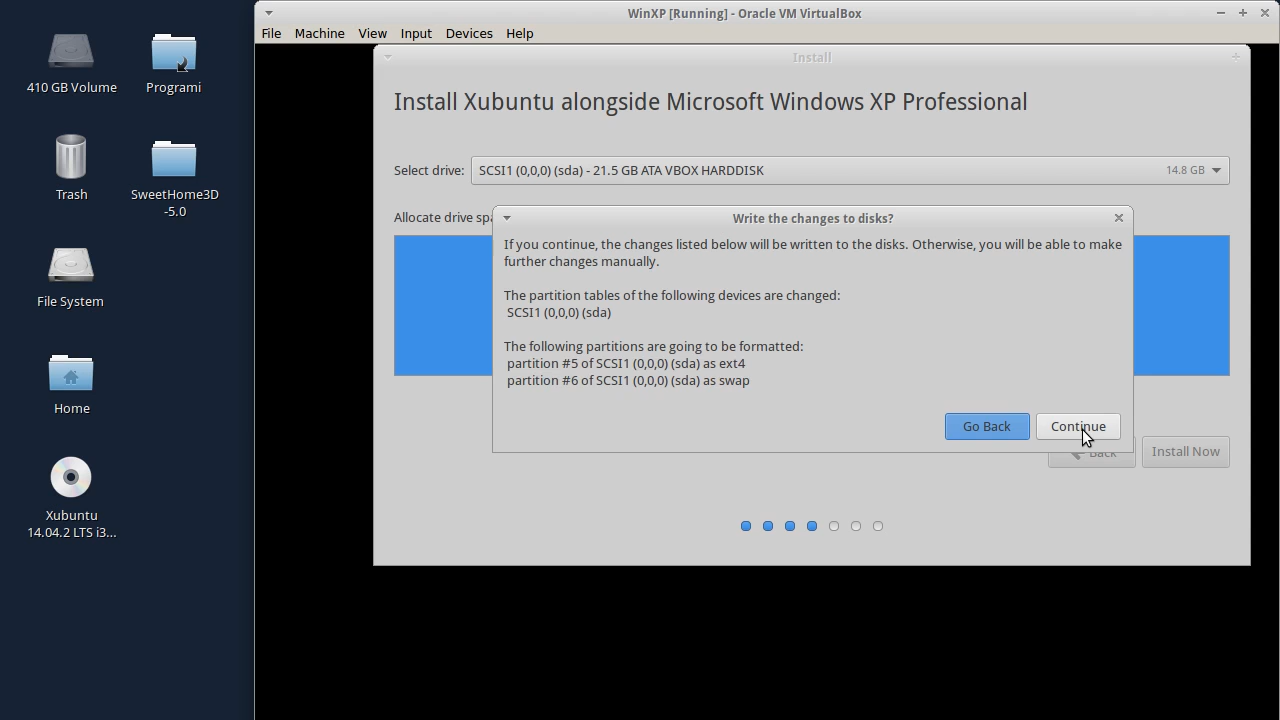 WinXP [Running] - Oracle VM VirtualBox
File Machine View Input Devices Help
410 GB Volume
Programi
Trash
SweetHome3D
-5.0
File System
Home
Xubuntu
14.04.2 LTS i3...
Install
Install Xubuntu alongside Microsoft Windows XP Professional
Select drive: SCSI1 (0,0,0) (sda) - 21.5 GB ATA VBOX HARDDISK 14.8 GB
Allocate drive spa
Write the changes to disks?
If you continue, the changes listed below will be written to the disks. Otherwise, you will be able to make
further changes manually.
The partition tables of the following devices are changed:
SCSI1 (0,0,0) (sda)
The following partitions are going to be formatted:
partition #5 of SCSI1 (0,0,0) (sda) as ext4
partition #6 of SCSI1 (0,0,0) (sda) as swap
Go Back Continue
Back Install Now